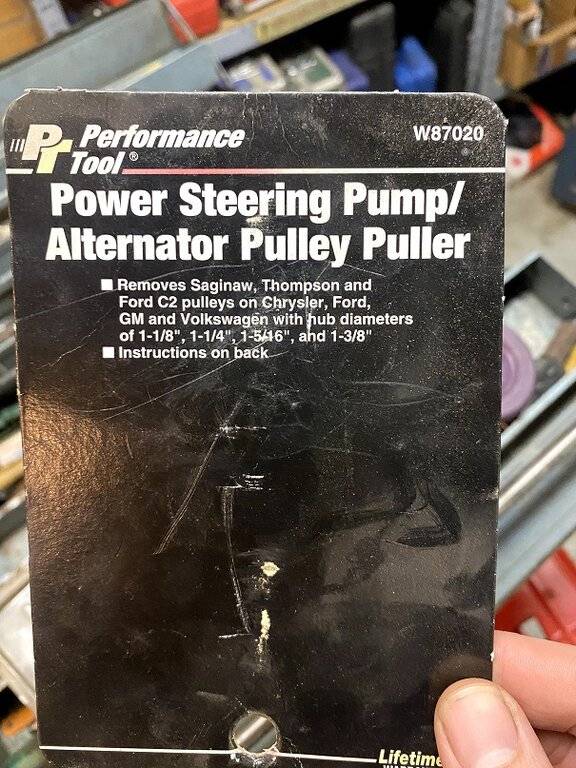 PT Performance Tool®
W87020
Power Steering Pump/
Alternator Pulley Puller
■ Removes Saginaw, Thompson and
Ford C2 pulleys on Chrysler, Ford,
GM and Volkswagen with hub diameters
of 1-1/8", 1-1/4", 1-5/16", and 1-3/8"
■ Instructions on back
Lifetime